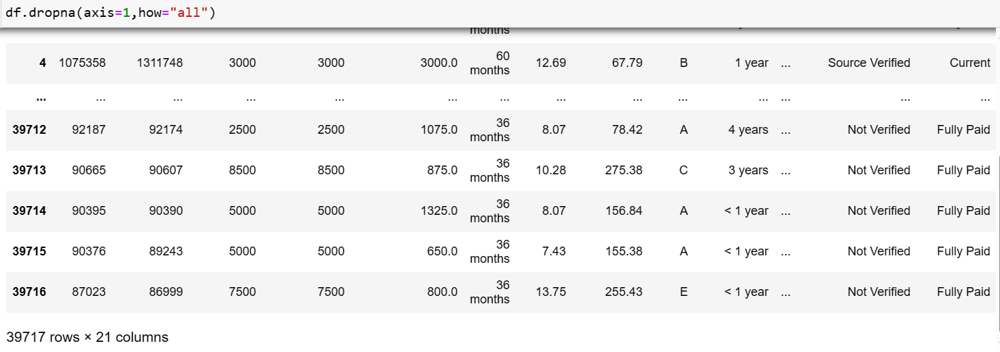 df.dropna(axis=1,how="all")
months
4 1075358 1311748 3000 3000 3000.0 60 months 12.69 67.79 B 1 year ... Source Verified Current
... ... ... ... ... ... ... ... ... ... ... ... ... ...
39712 92187 92174 2500 2500 1075.0 36 months 8.07 78.42 A 4 years ... Not Verified Fully Paid
39713 90665 90607 8500 8500 875.0 36 months 10.28 275.38 C 3 years ... Not Verified Fully Paid
39714 90395 90390 5000 5000 1325.0 36 months 8.07 156.84 A < 1 year ... Not Verified Fully Paid
39715 90376 89243 5000 5000 650.0 36 months 7.43 155.38 A < 1 year ... Not Verified Fully Paid
39716 87023 86999 7500 7500 800.0 36 months 13.75 255.43 E < 1 year ... Not Verified Fully Paid
39717 rows × 21 columns